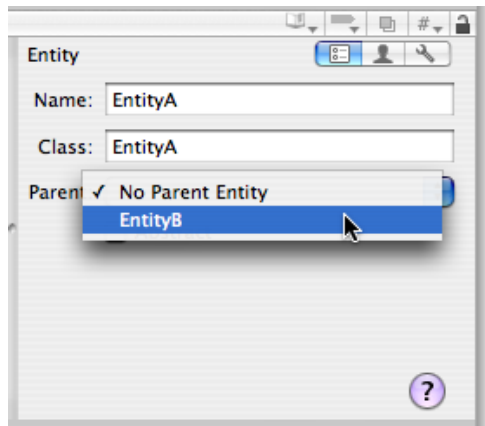 #
Entity
Name: EntityA
Class: EntityA
Parent ✓ No Parent Entity
EntityB
?